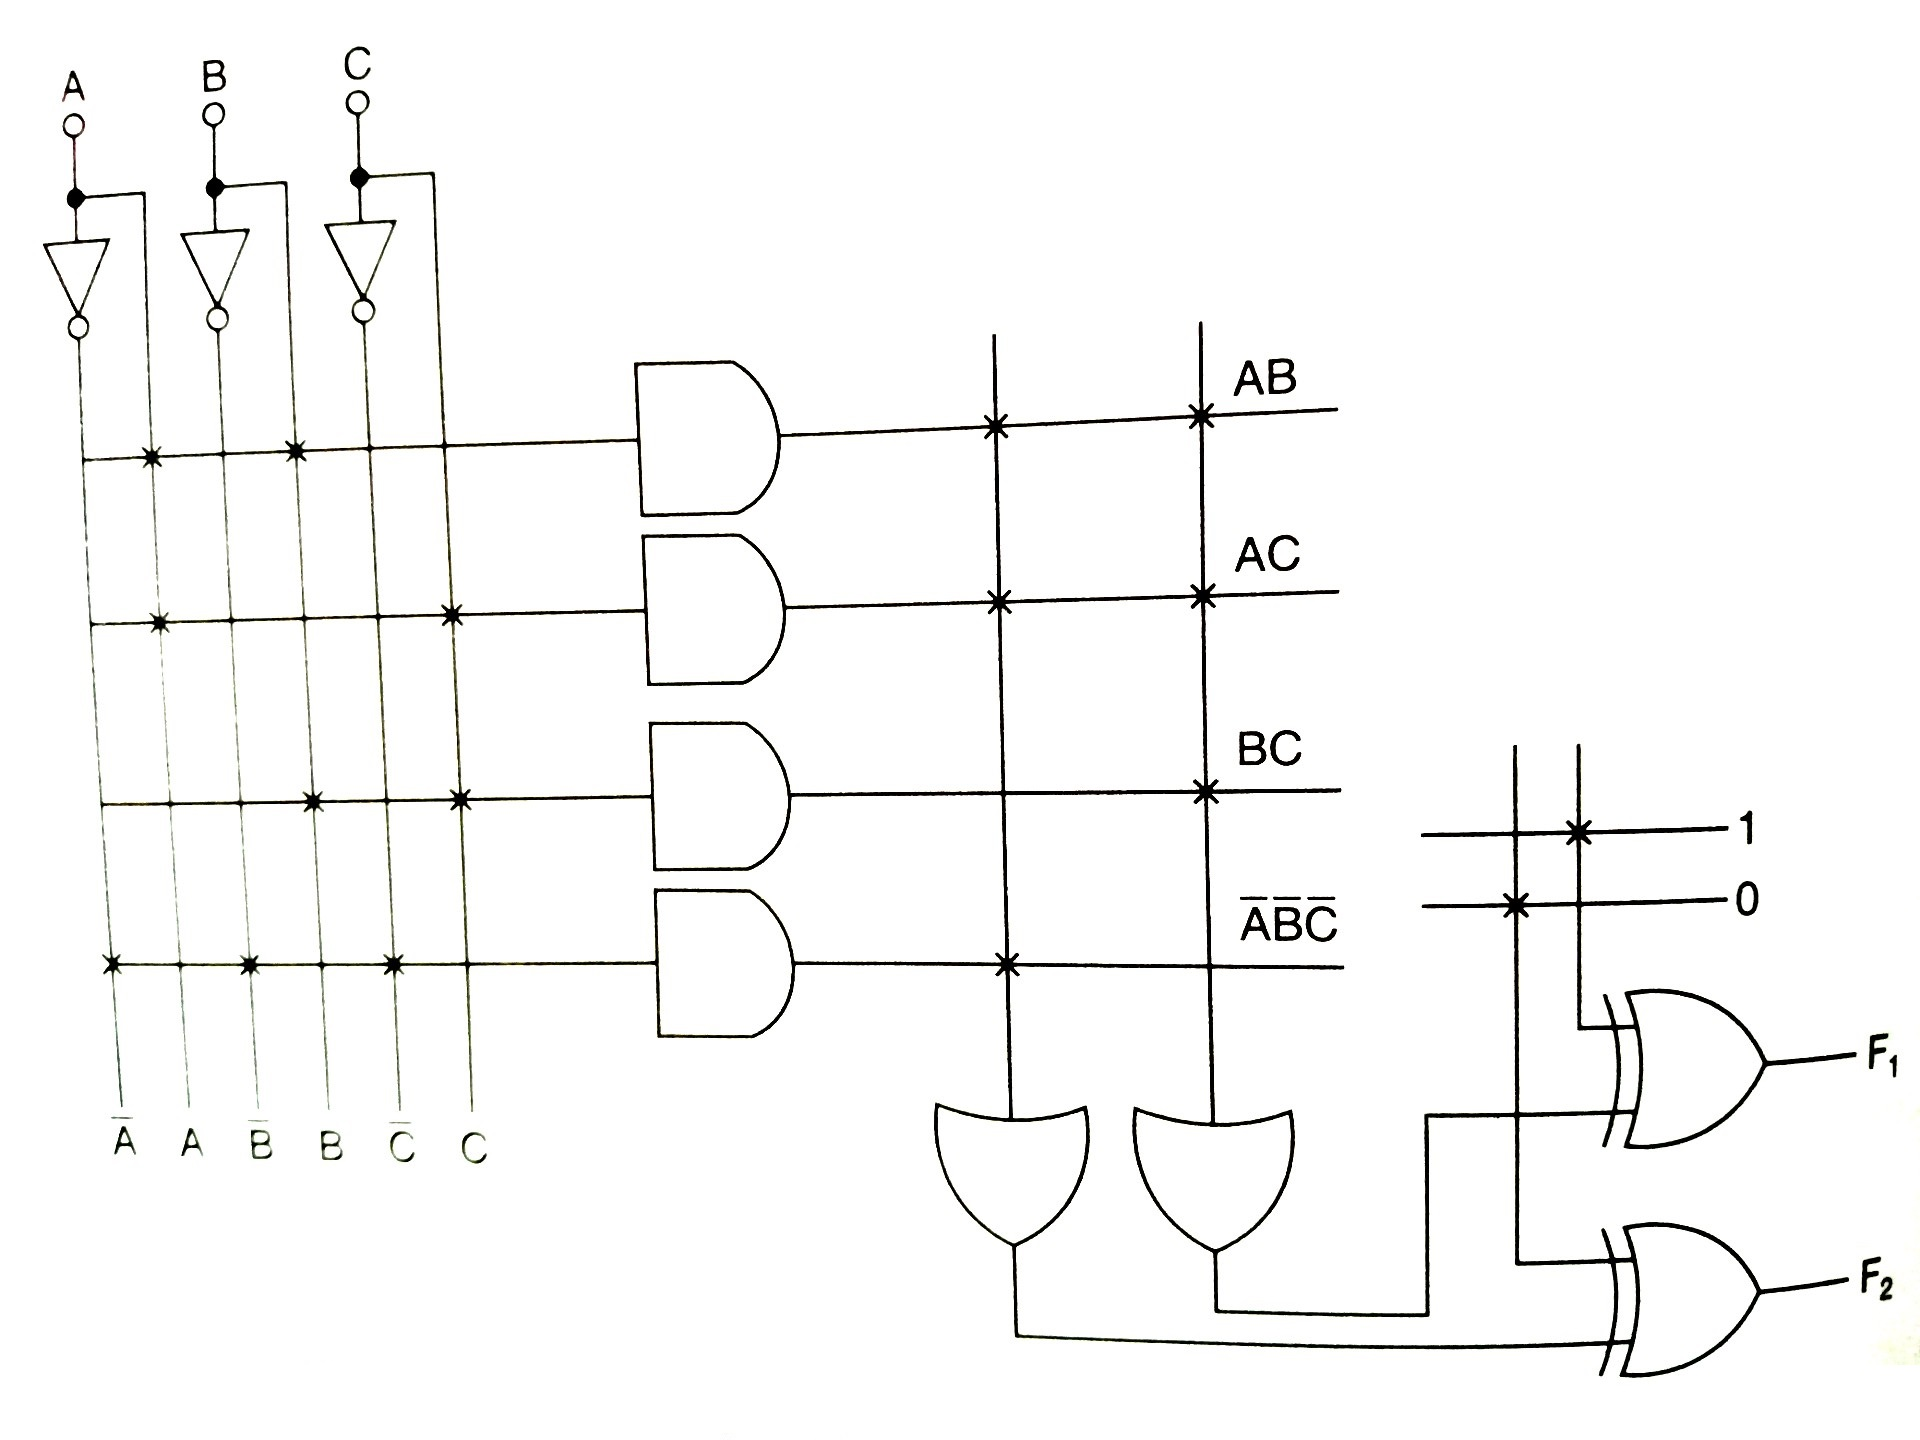 A B C
AB
AC
BC
1
A̅B̅C̅
0
F₁
A̅ A B̅ B C̅ C
F₂